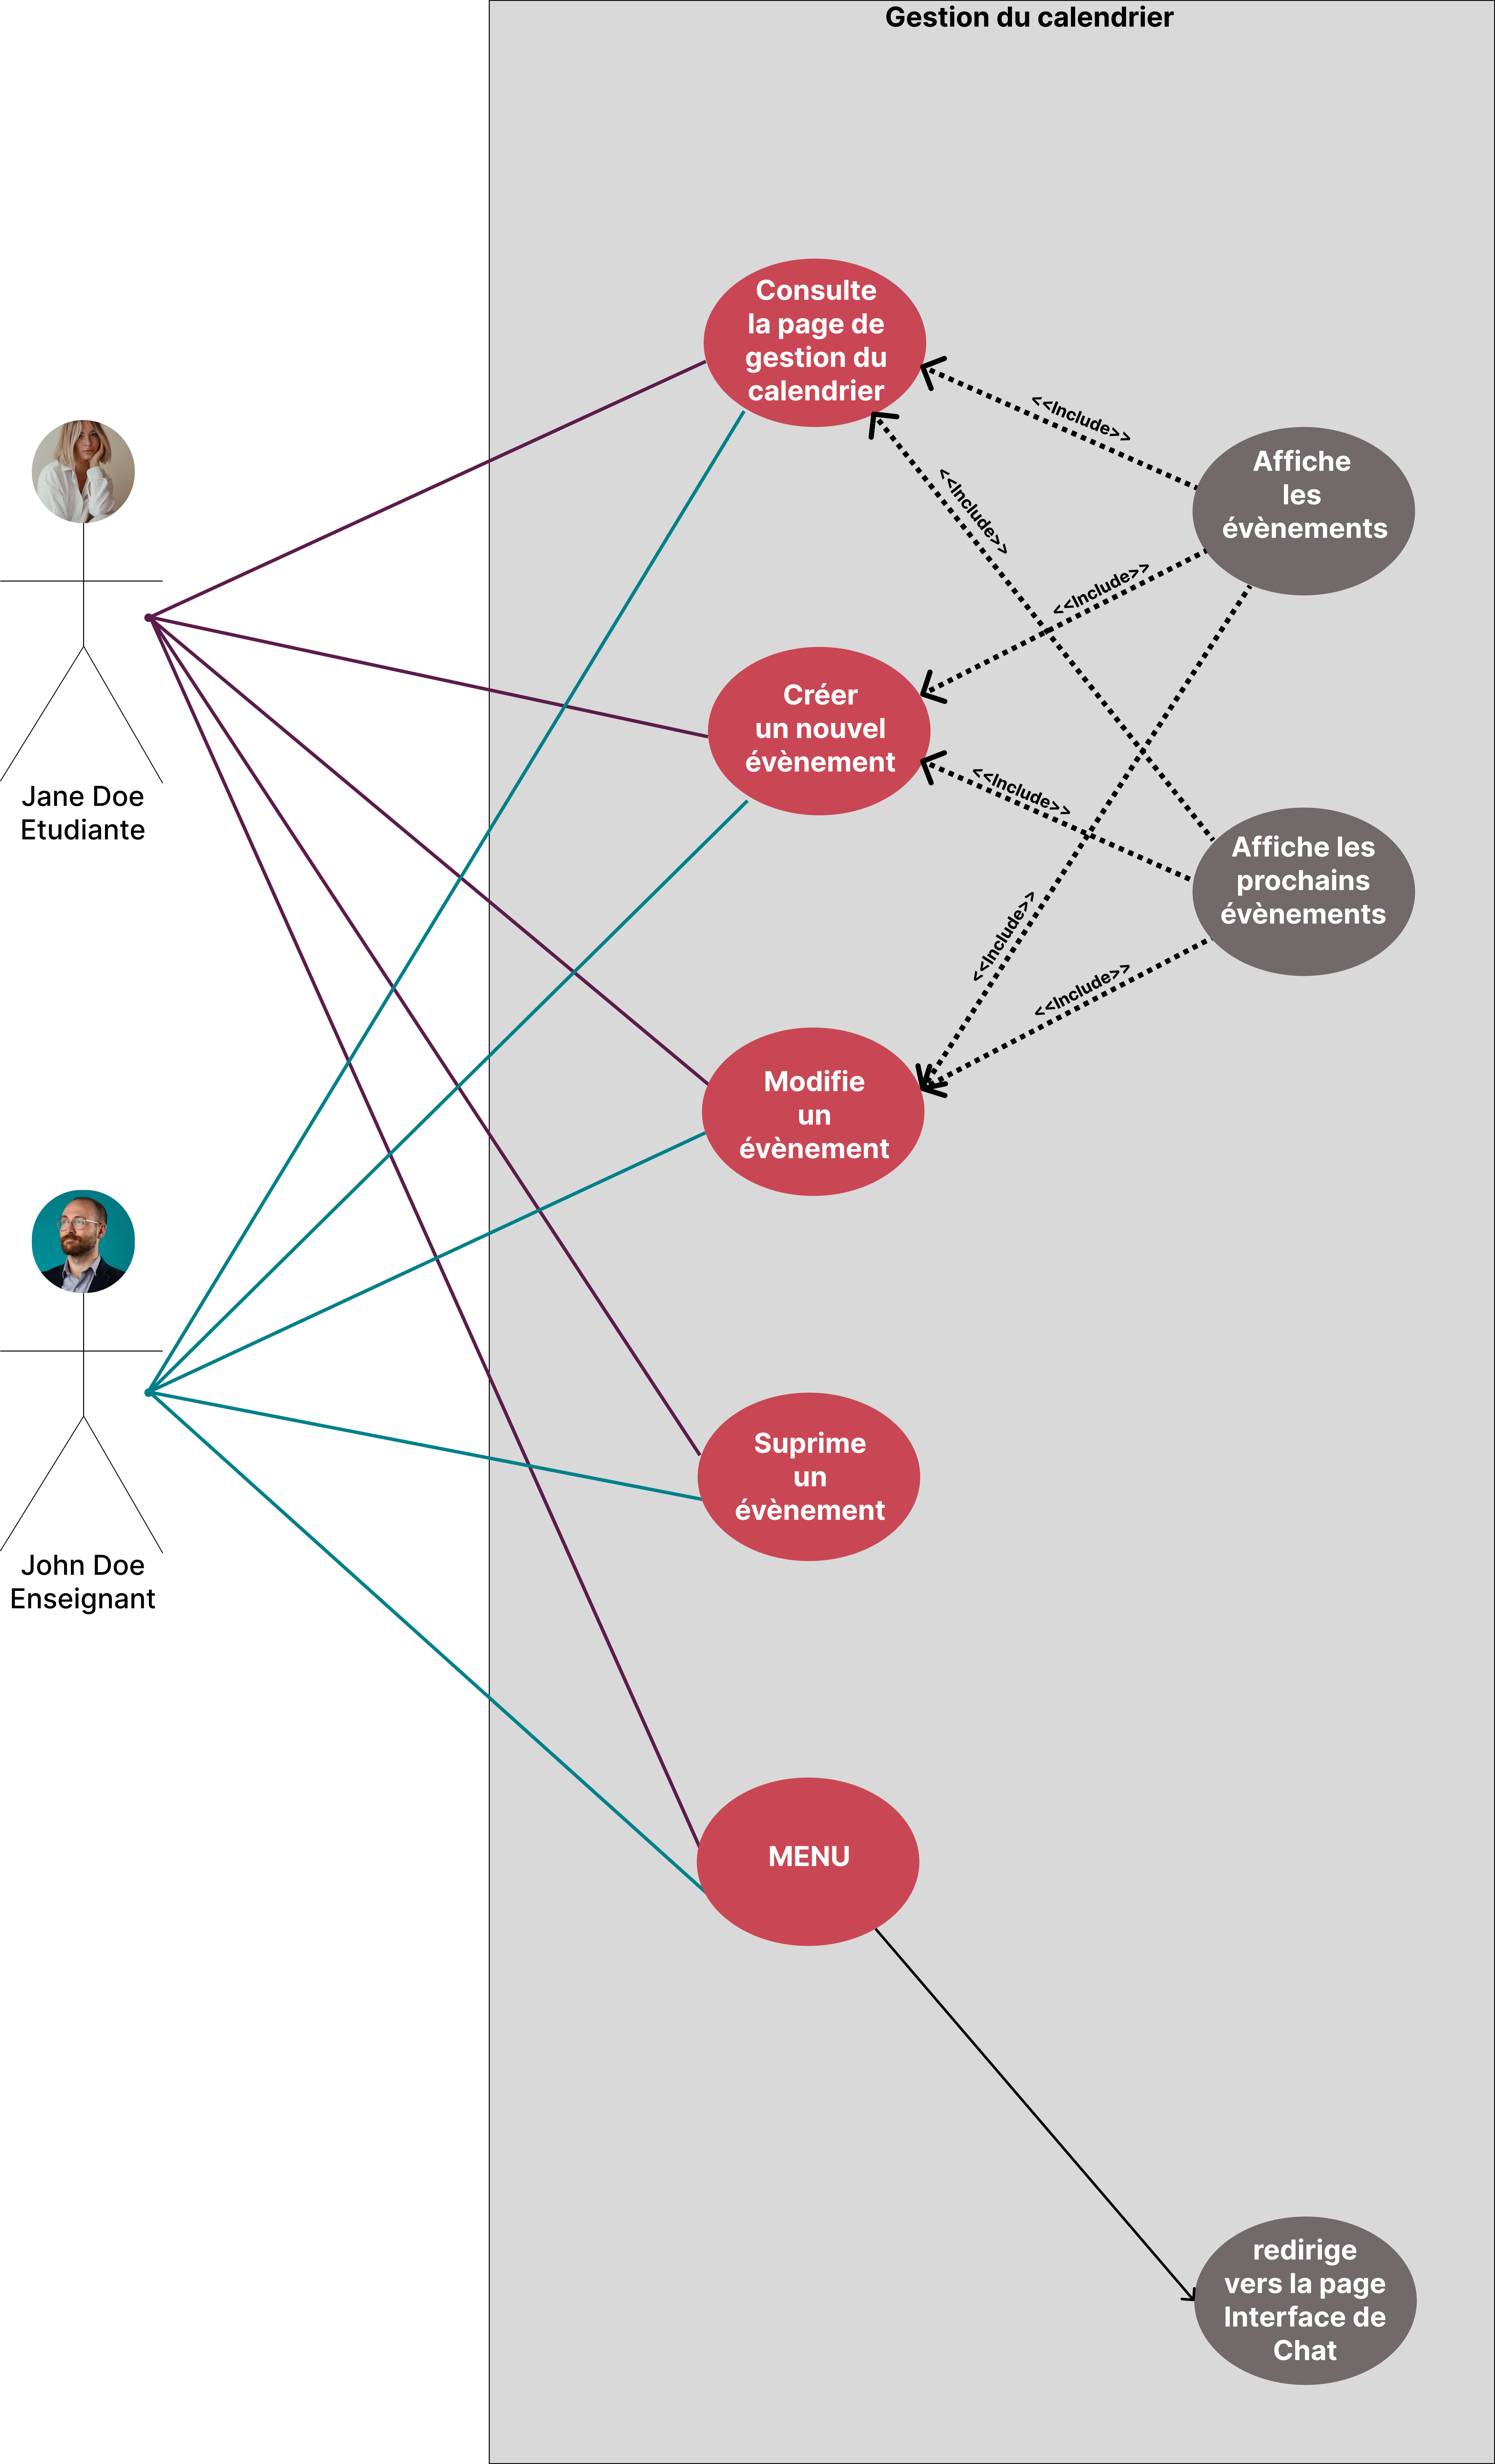 Gestion du calendrier
Consulte
la page de
gestion du
calendrier
<<Include>>
Affiche
les
évènements
<<Include>>
<<Include>>
Créer
un nouvel
évènement
Jane Doe
Etudiante
<<Include>>
Affiche les
prochains
évènements
<<Include>>
<<Include>>
Modifie
un
évènement
Suprime
un
évènement
John Doe
Enseignant
MENU
redirige
vers la page
Interface de
Chat